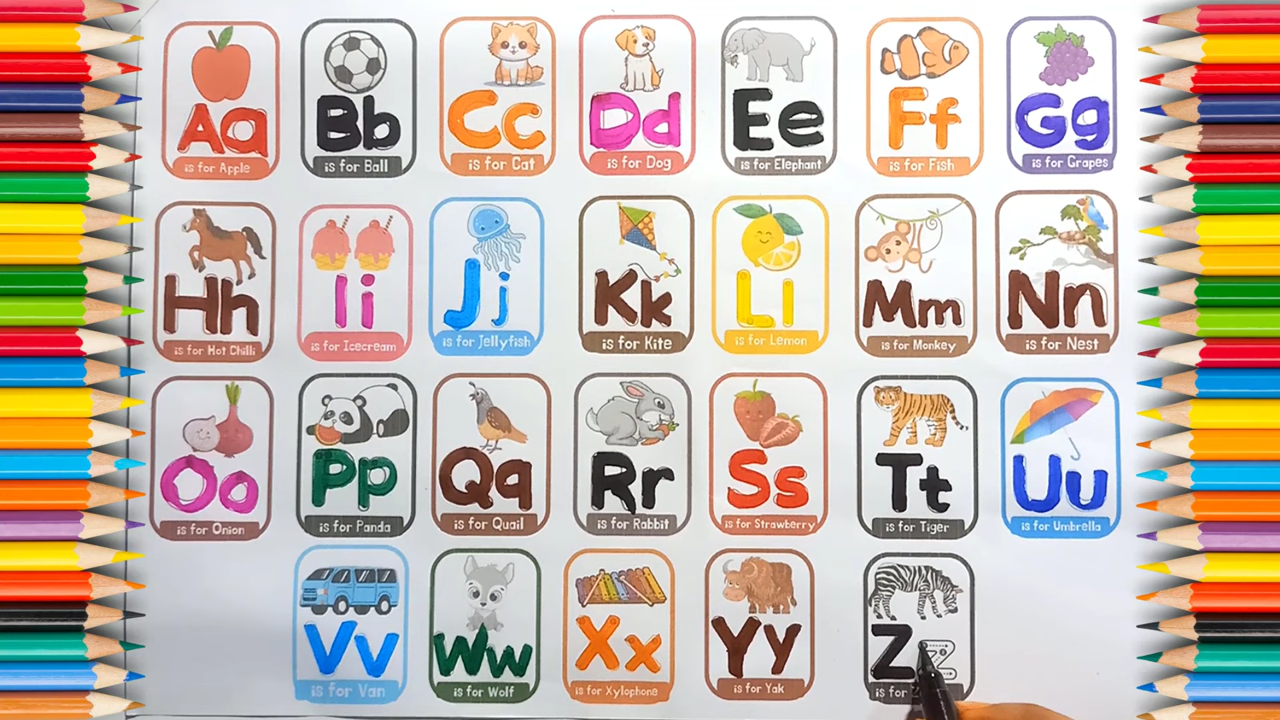 Aa
is for Apple
Bb
is for Ball
Cc
is for Cat
Dd
is for Dog
Ee
is for Elephant
Ff
is for Fish
Gg
is for Grapes
Hh
is for Hot Chilli
Ii
is for Icecream
Jj
is for Jellyfish
Kk
is for Kite
Ll
is for Lemon
Mm
is for Monkey
Nn
is for Nest
Oo
is for Onion
Pp
is for Panda
Qq
is for Quail
Rr
is for Rabbit
Ss
is for Strawberry
Tt
is for Tiger
Uu
is for Umbrella
Vv
is for Van
Ww
is for Wolf
Xx
is for Xylophone
Yy
is for Yak
Zz
is for